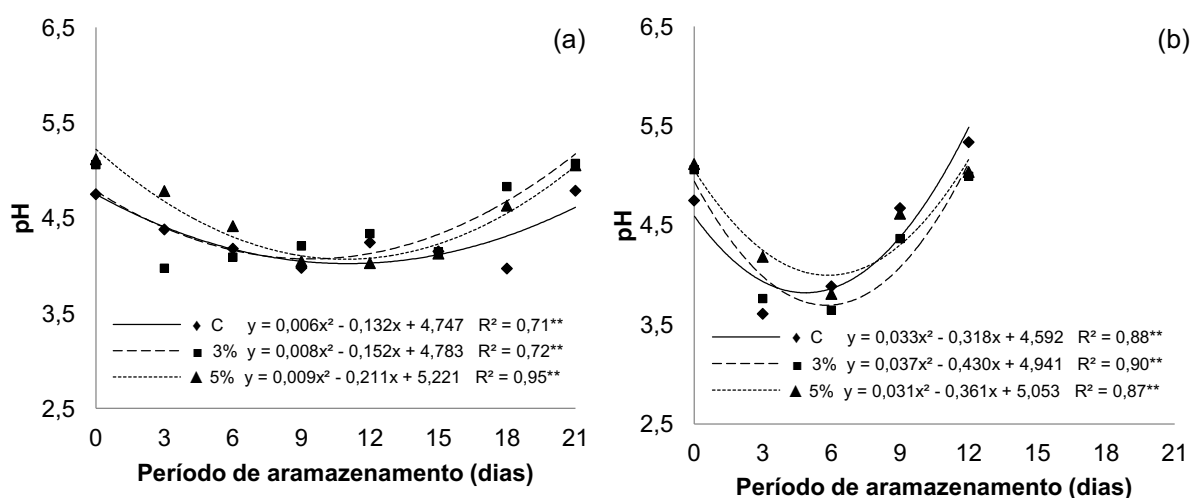 (a)
6,5
5,5
4,5
3,5
2,5
pH
♦ C y = 0,006x² - 0,132x + 4,747 R² = 0,71**
■ 3% y = 0,008x² - 0,152x + 4,783 R² = 0,72**
▲ 5% y = 0,009x² - 0,211x + 5,221 R² = 0,95**
0 3 6 9 12 15 18 21
Período de aramazenamento (dias)
(b)
6,5
5,5
4,5
3,5
2,5
pH
♦ C y = 0,033x² - 0,318x + 4,592 R² = 0,88**
■ 3% y = 0,037x² - 0,430x + 4,941 R² = 0,90**
▲ 5% y = 0,031x² - 0,361x + 5,053 R² = 0,87**
0 3 6 9 12 15 18 21
Período de aramazenamento (dias)